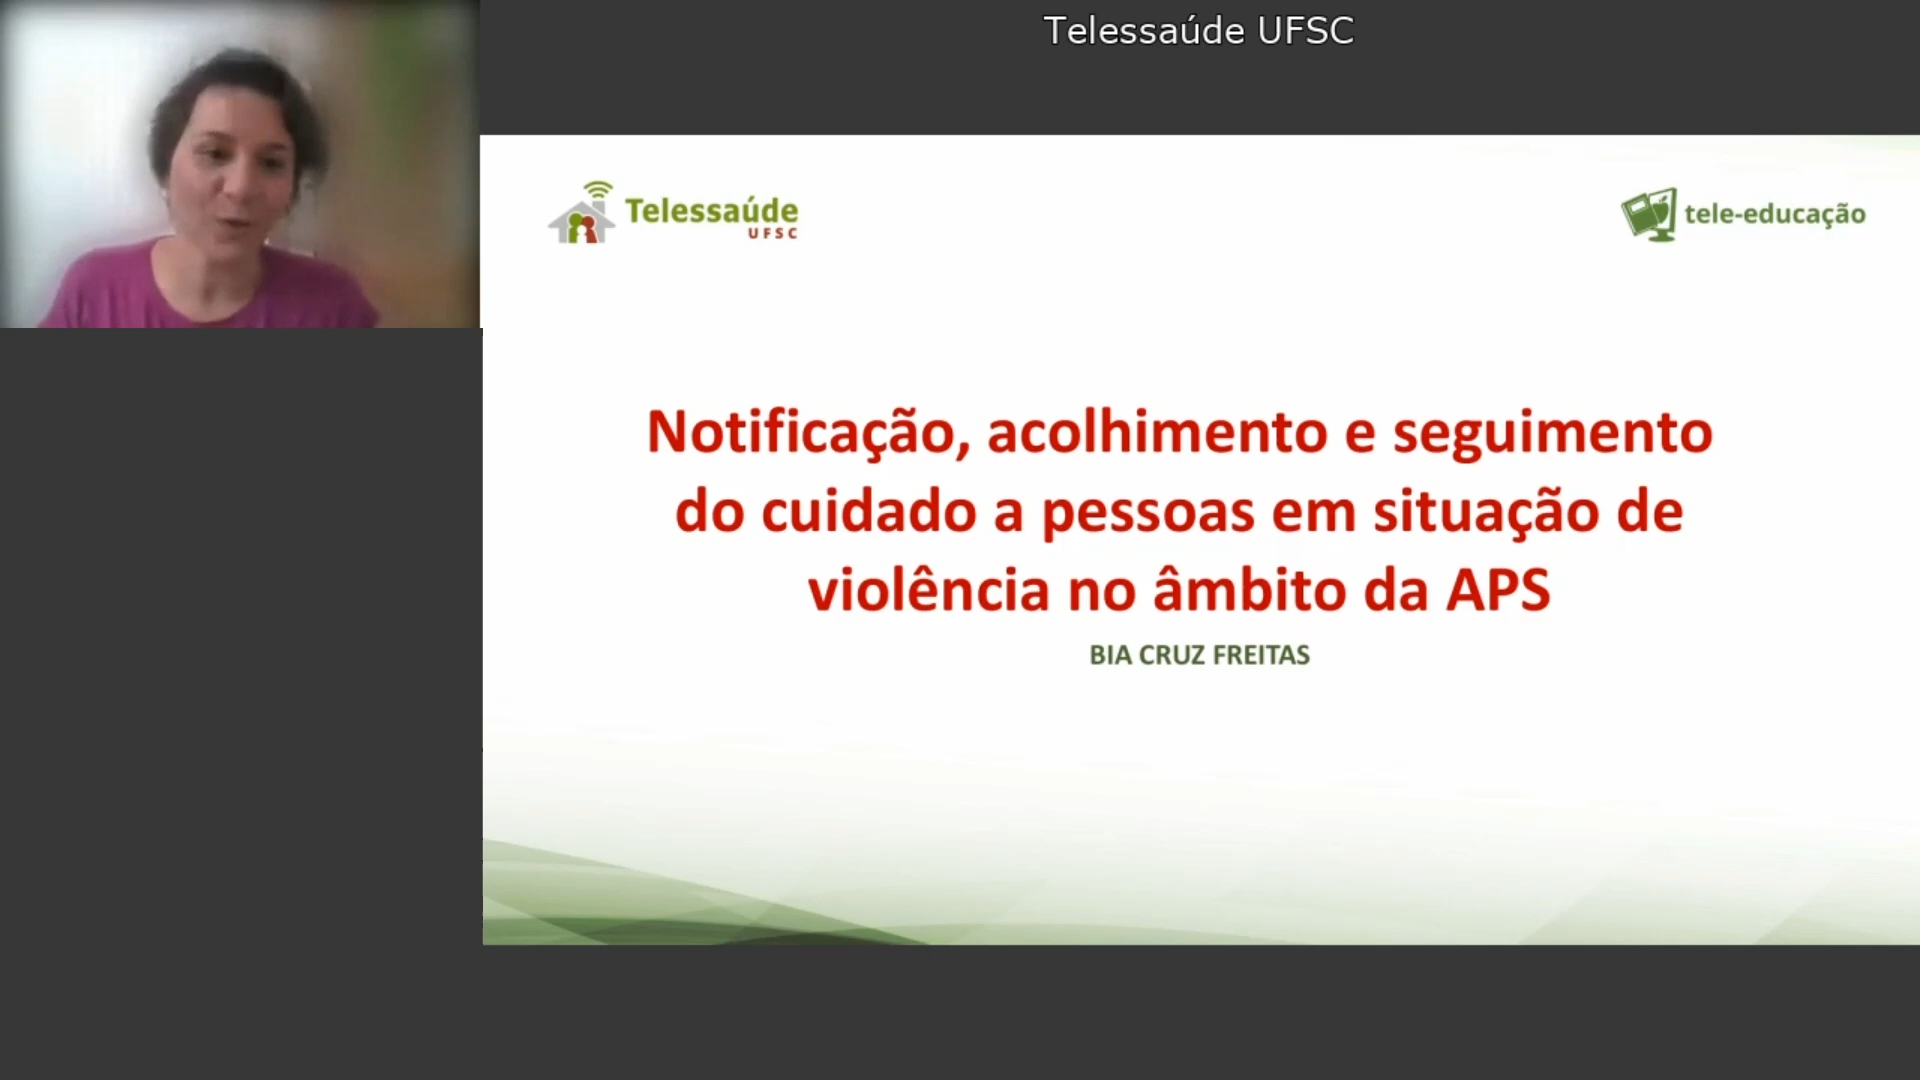 Telessaúde UFSC
Telessaúde
UFSC
tele-educação
Notificação, acolhimento e seguimento
do cuidado a pessoas em situação de
violência no âmbito da APS
BIA CRUZ FREITAS